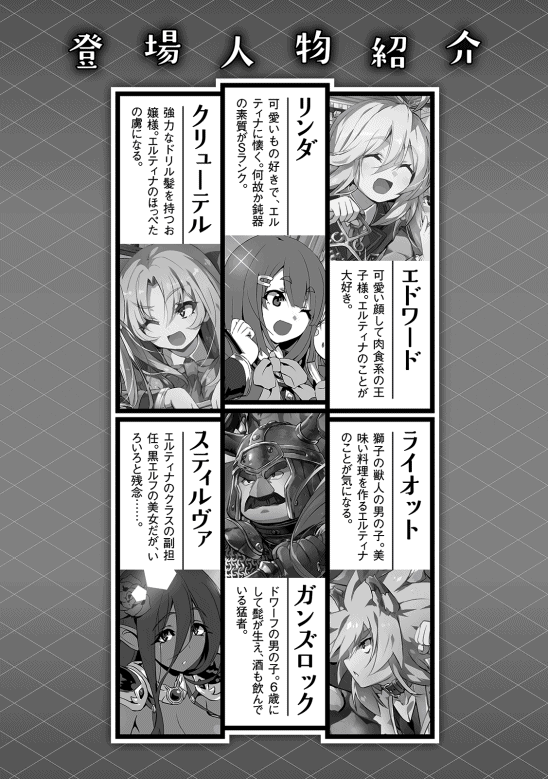 登場人物紹介
エドワード
可愛い顔して肉食系の王
子様。エルティナのことが
大好き。
リンダ
可愛いもの好きで、エル
ティナに懐く。何故か鈍器
の素質がSランク。
クリューテル
強力なドリル髪を持つお
嬢様。エルティナのほっぺた
の虜になる。
ライオット
獅子の獣人の男の子。美
味い料理を作るエルティナ
のことが気になる。
ガンズロック
ドワーフの男の子。6歳に
して髭が生え、酒も飲んで
いる猛者。
スティルヴァ
エルティナのクラスの副担
任。黒エルフの美女だが、い
ろいろと残念……。